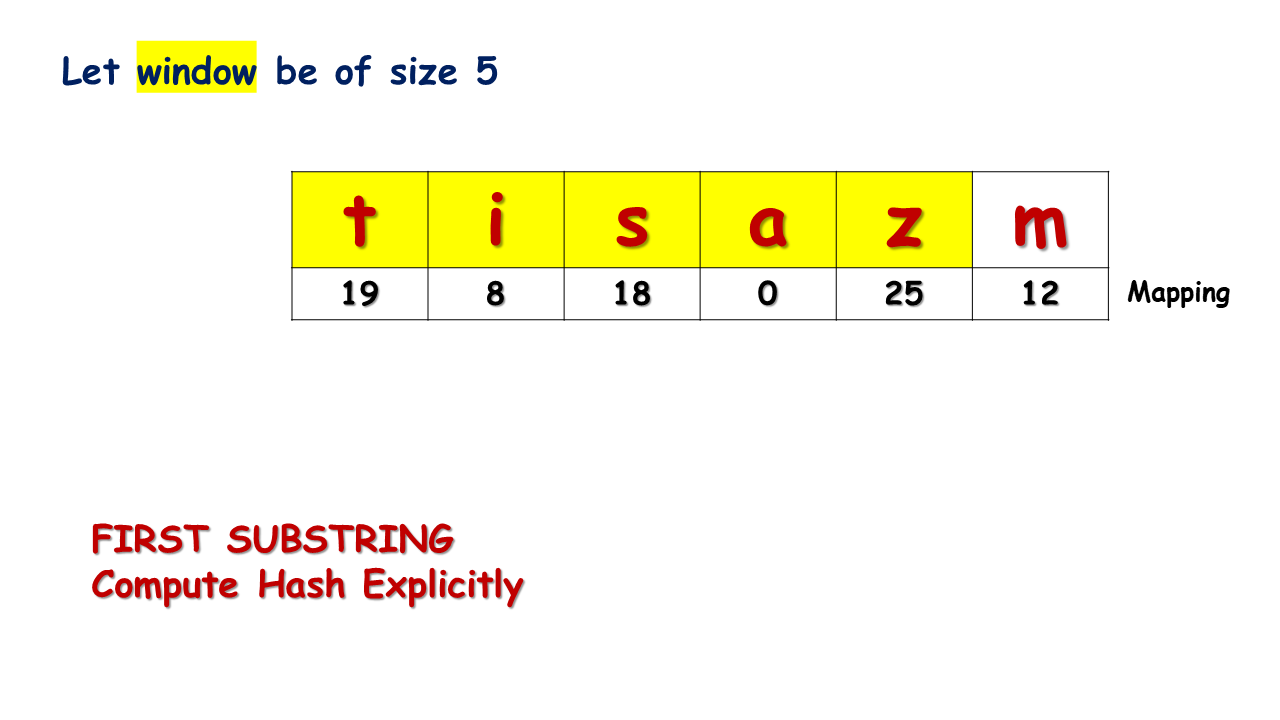 Let window be of size 5
t i s a z m
19 8 18 0 25 12 Mapping
FIRST SUBSTRING
Compute Hash Explicitly